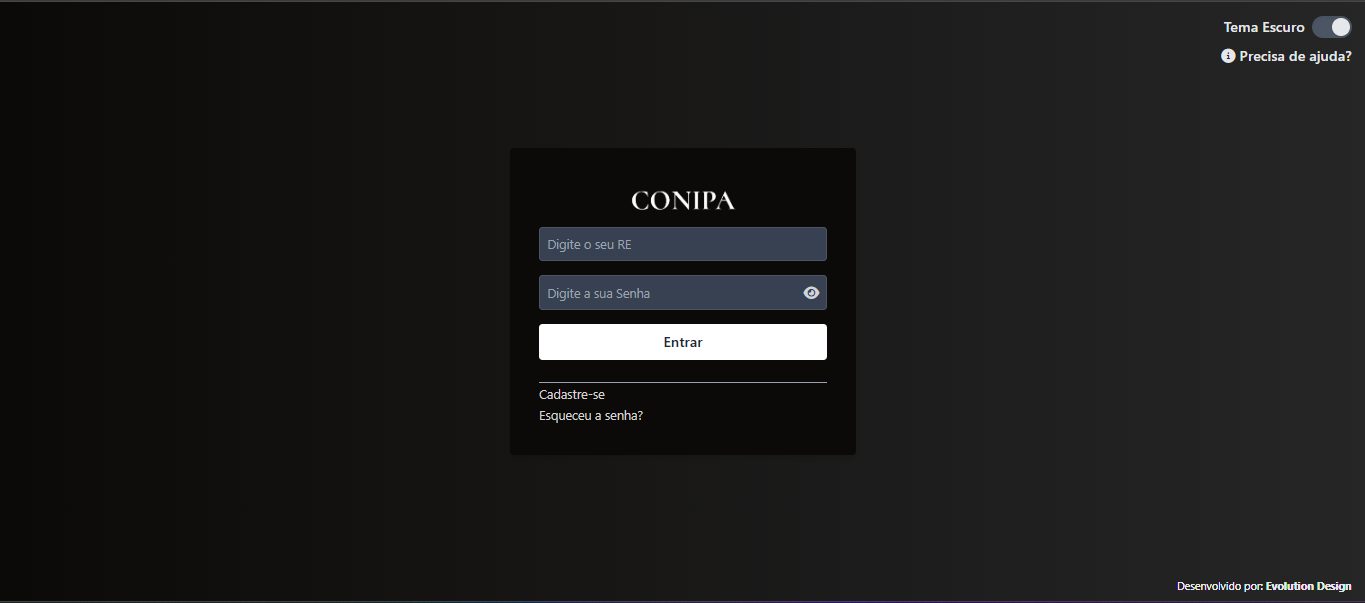 Tema Escuro
Precisa de ajuda?
CONIPA
Digite o seu RE
Digite a sua Senha
Entrar
Cadastre-se
Esqueceu a senha?
Desenvolvido por: Evolution Design